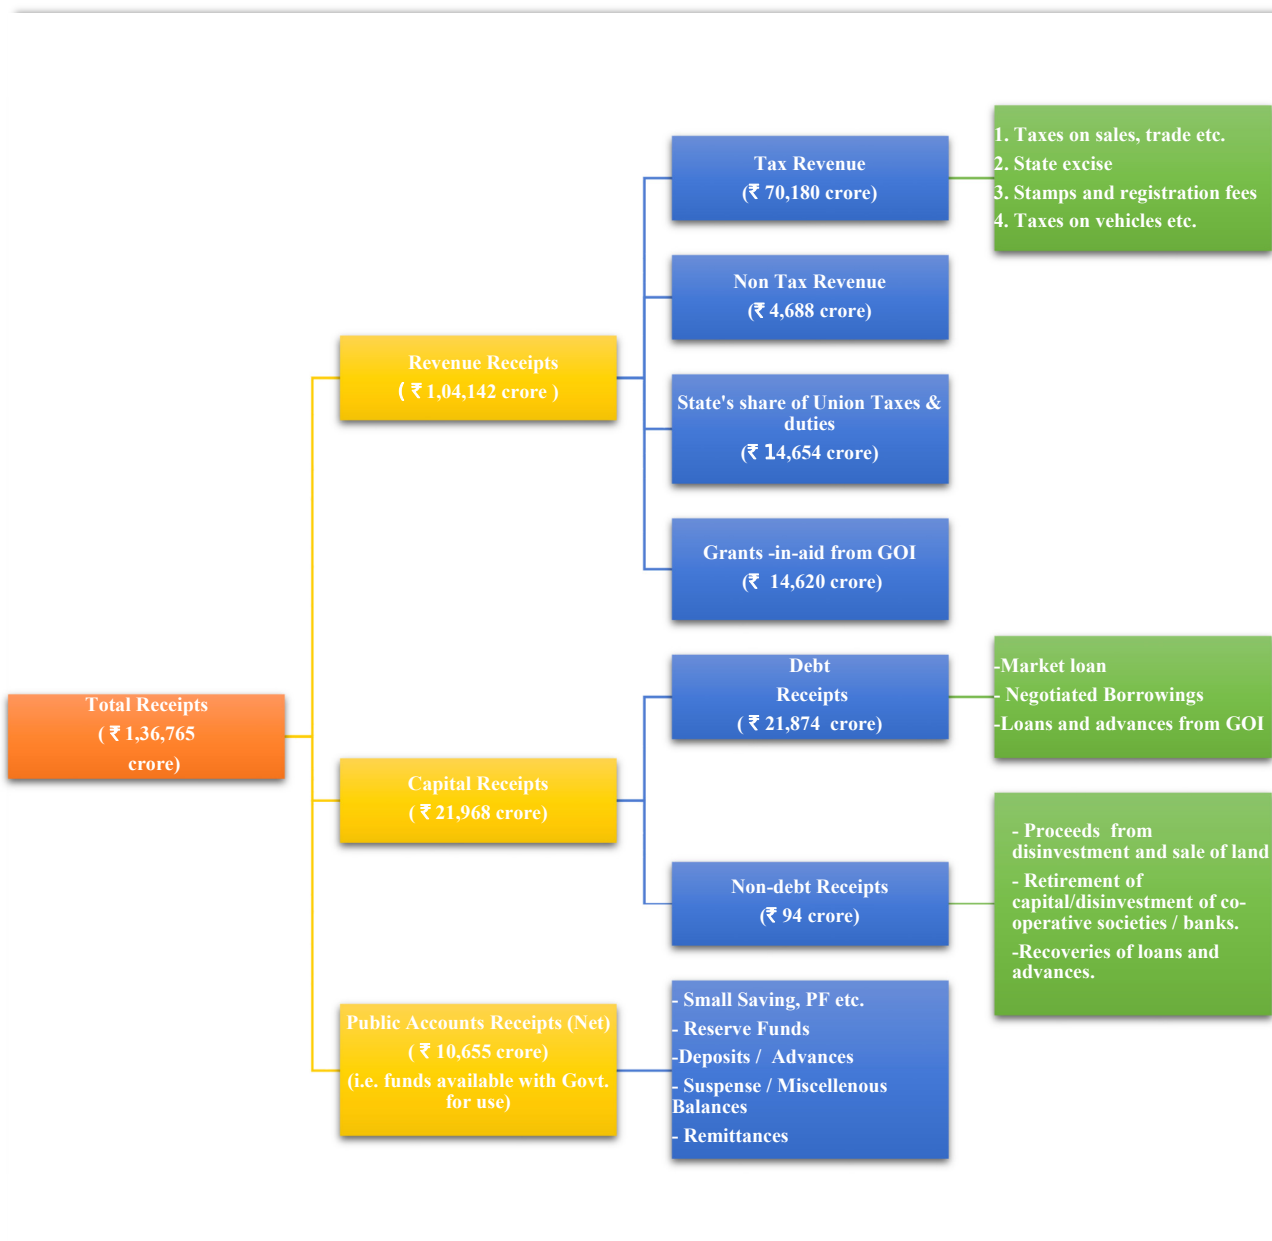 Total Receipts
( ₹ 1,36,765
crore)
Revenue Receipts
( ₹ 1,04,142 crore )
Tax Revenue
(₹ 70,180 crore)
1. Taxes on sales, trade etc.
2. State excise
3. Stamps and registration fees
4. Taxes on vehicles etc.
Non Tax Revenue
(₹ 4,688 crore)
State's share of Union Taxes &
duties
(₹ 14,654 crore)
Grants -in-aid from GOI
(₹ 14,620 crore)
Capital Receipts
( ₹ 21,968 crore)
Debt
Receipts
( ₹ 21,874 crore)
-Market loan
- Negotiated Borrowings
-Loans and advances from GOI
Non-debt Receipts
(₹ 94 crore)
- Proceeds from
disinvestment and sale of land
- Retirement of
capital/disinvestment of co-
operative societies / banks.
-Recoveries of loans and
advances.
Public Accounts Receipts (Net)
( ₹ 10,655 crore)
(i.e. funds available with Govt.
for use)
- Small Saving, PF etc.
- Reserve Funds
-Deposits / Advances
- Suspense / Miscellenous
Balances
- Remittances